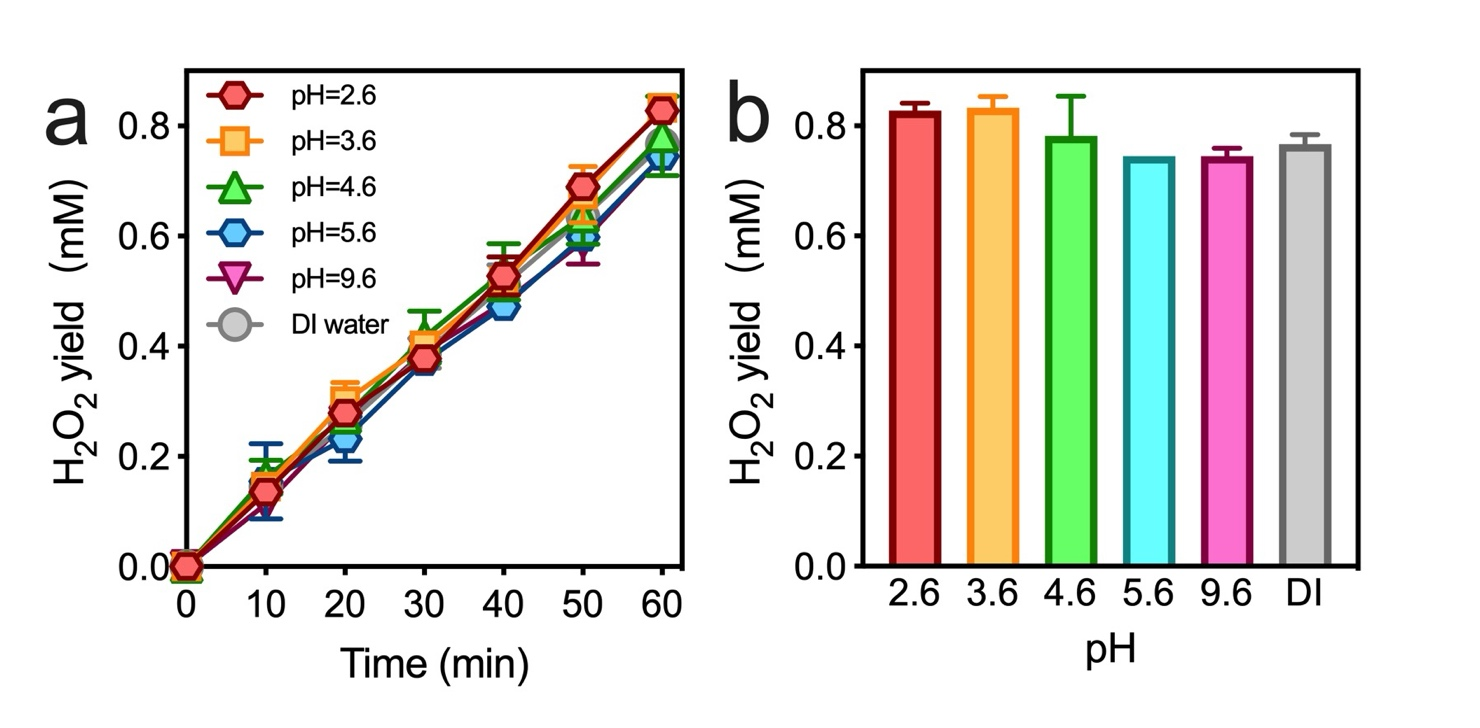 a
H₂O₂ yield (mM)
0.8
0.6
0.4
0.2
0.0
pH=2.6
pH=3.6
pH=4.6
pH=5.6
pH=9.6
DI water
0 10 20 30 40 50 60
Time (min)
b
H₂O₂ yield (mM)
0.8
0.6
0.4
0.2
0.0
2.6 3.6 4.6 5.6 9.6 DI
pH